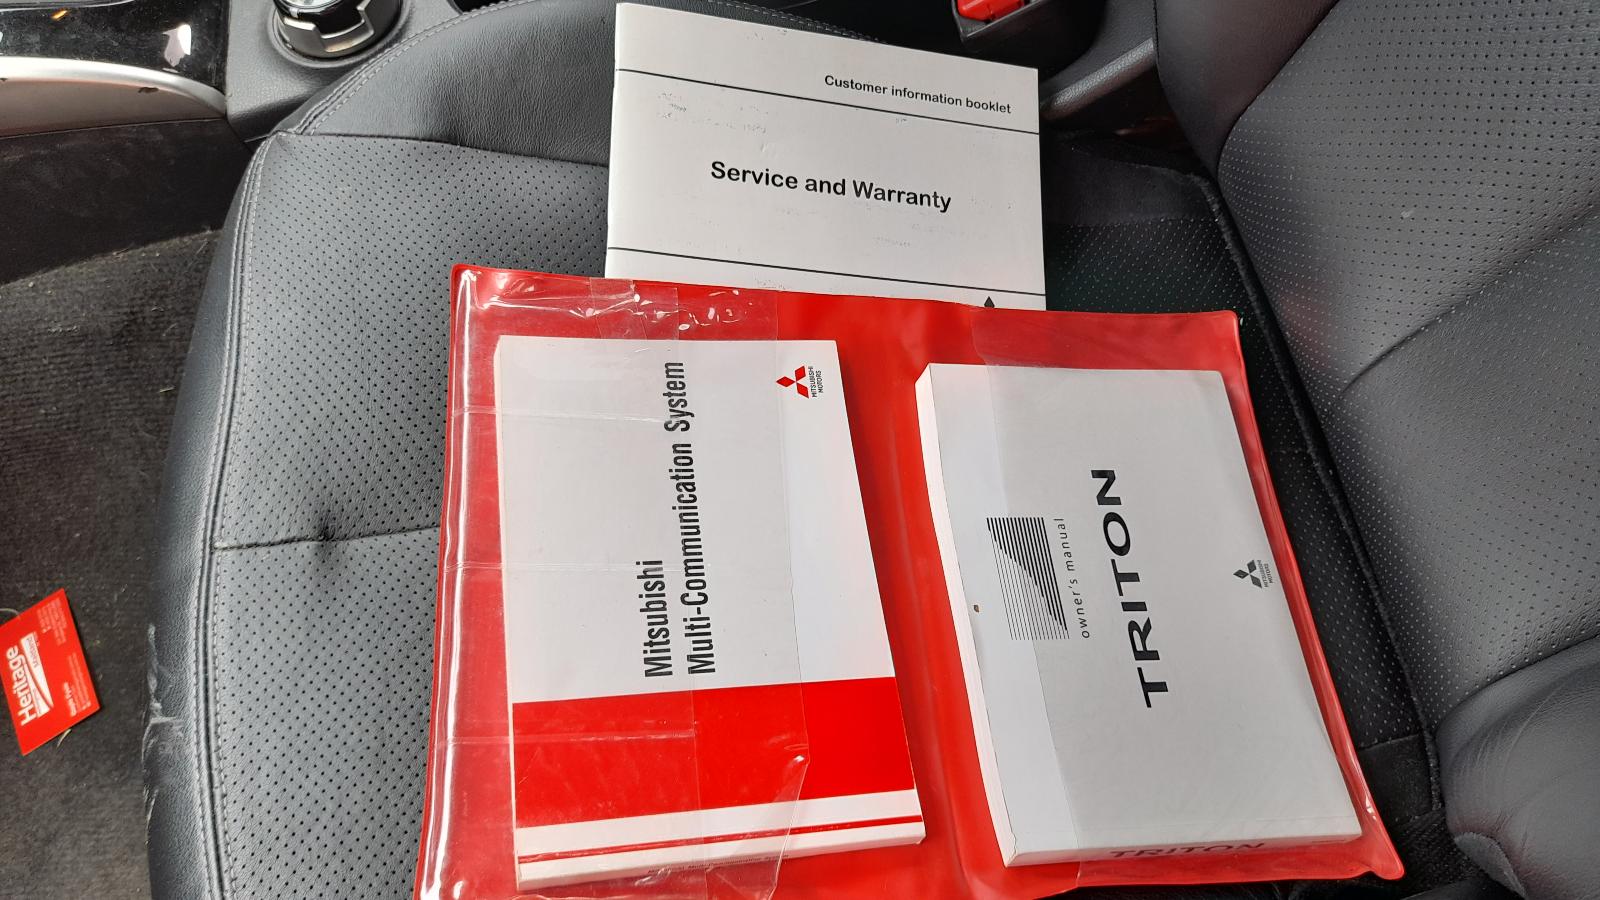 Customer information booklet
Service and Warranty
Mitsubishi
Multi-Communication System
MITSUBISHI
MOTORS
owner's manual
TRITON
MITSUBISHI
MOTORS
TRITON
Heritage